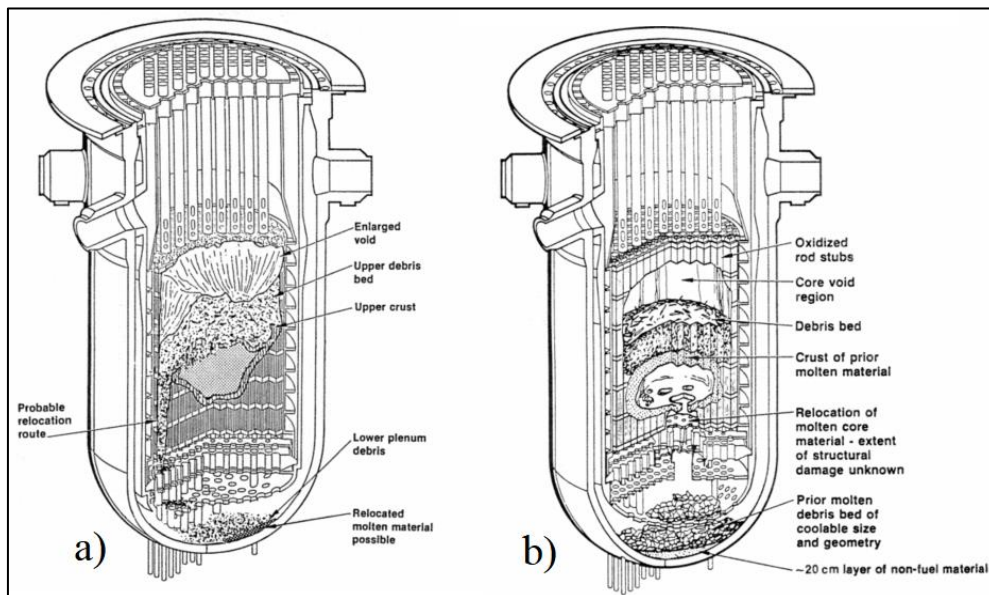 Enlarged
void
Upper debris
bed
Upper crust
Probable
relocation
route
Lower plenum
debris
Relocated
molten material
possible
a)
Oxidized
rod stubs
Core void
region
Debris bed
Crust of prior
molten material
Relocation of
molten core
material - extent
of structural
damage unknown
Prior molten
debris bed of
coolable size
and geometry
~20 cm layer of non-fuel material
b)